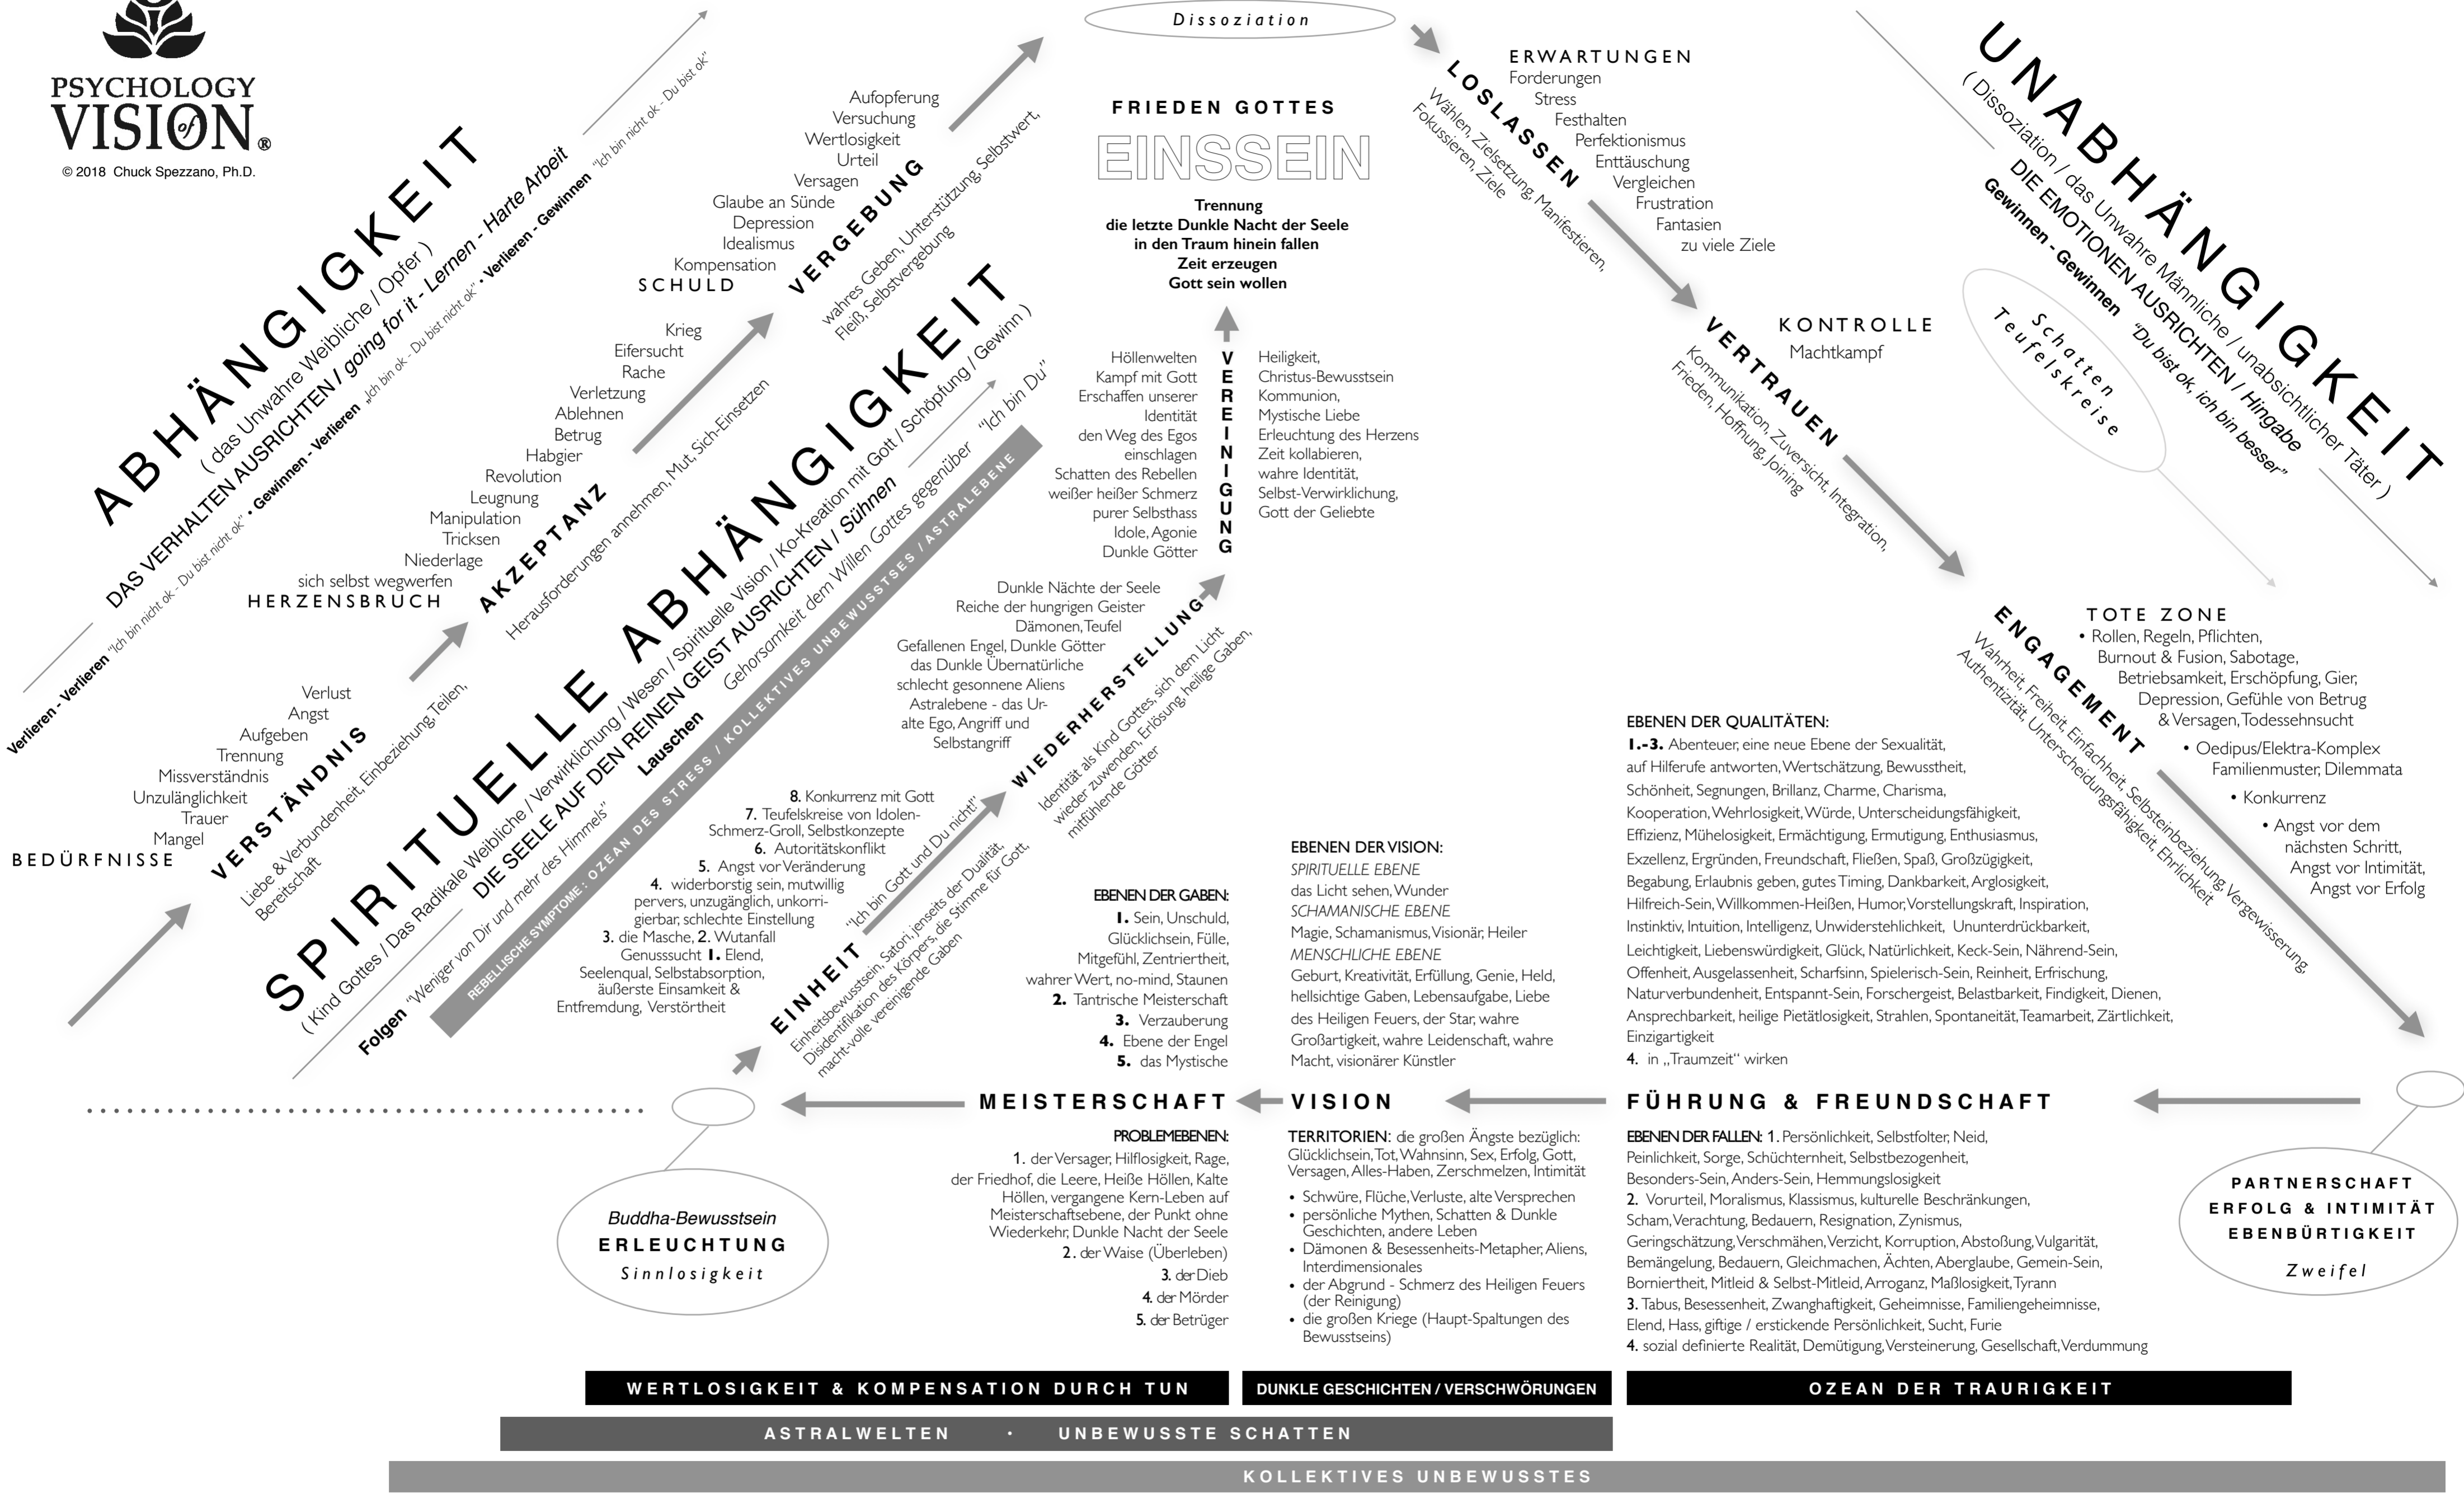 PSYCHOLOGY
of
VISION®
© 2018 Chuck Spezzano, Ph.D.
ABHÄNGIGKEIT
( das Unwahre Weibliche / Opfer )
DAS VERHALTEN AUSRICHTEN / going for it - Lernen - Harte Arbeit
Verlieren - Verlieren "Ich bin nicht ok - Du bist nicht ok" • Gewinnen - Verlieren „Ich bin ok - Du bist nicht ok" • Verlieren - Gewinnen "Ich bin nicht ok - Du bist ok"
Verlust
Angst
Aufgeben
Trennung
Missverständnis
Unzulänglichkeit
Trauer
Mangel
BEDÜRFNISSE
VERSTÄNDNIS
Liebe & Verbundenheit, Einbeziehung, Teilen,
Bereitschaft
Krieg
Eifersucht
Rache
Verletzung
Ablehnen
Betrug
Habgier
Revolution
Leugnung
Manipulation
Tricksen
Niederlage
sich selbst wegwerfen
HERZENSBRUCH
AKZEPTANZ
Herausforderungen annehmen, Mut, Sich-Einsetzen
Aufopferung
Versuchung
Wertlosigkeit
Urteil
Versagen
Glaube an Sünde
Depression
Idealismus
Kompensation
SCHULD
VERGEBUNG
wahres Geben, Unterstützung, Selbstwert,
Fleiß, Selbstvergebung
Dissoziation
LOSLASSEN
Wählen, Zielsetzung, Manifestieren,
Fokussieren, Ziele
ERWARTUNGEN
Forderungen
Stress
Festhalten
Perfektionismus
Enttäuschung
Vergleichen
Frustration
Fantasien
zu viele Ziele
VERTRAUEN
Kommunikation, Zuversicht, Integration,
Frieden, Hoffnung, Joining
KONTROLLE
Machtkampf
UNABHÄNGIGKEIT
( Dissoziation / das Unwahre Männliche / unabsichtlicher Täter )
DIE EMOTIONEN AUSRICHTEN / Hingabe
Gewinnen - Gewinnen "Du bist ok, ich bin besser"
Schatten
Teufelskreise
ENGAGEMENT
Wahrheit, Freiheit, Einfachheit, Selbsteinbeziehung, Vergewisserung,
Authentizität, Unterscheidungsfähigkeit, Ehrlichkeit
TOTE ZONE
• Rollen, Regeln, Pflichten,
Burnout & Fusion, Sabotage,
Betriebsamkeit, Erschöpfung, Gier,
Depression, Gefühle von Betrug
& Versagen, Todessehnsucht
• Oedipus/Elektra-Komplex
Familienmuster, Dilemmata
• Konkurrenz
• Angst vor dem
nächsten Schritt,
Angst vor Intimität,
Angst vor Erfolg
PARTNERSCHAFT
ERFOLG & INTIMITÄT
EBENBÜRTIGKEIT
Zweifel
EBENEN DER QUALITÄTEN:
1.-3. Abenteuer, eine neue Ebene der Sexualität,
auf Hilferufe antworten, Wertschätzung, Bewusstheit,
Schönheit, Segnungen, Brillanz, Charme, Charisma,
Kooperation, Wehrlosigkeit, Würde, Unterscheidungsfähigkeit,
Effizienz, Mühelosigkeit, Ermächtigung, Ermutigung, Enthusiasmus,
Exzellenz, Ergründen, Freundschaft, Fließen, Spaß, Großzügigkeit,
Begabung, Erlaubnis geben, gutes Timing, Dankbarkeit, Arglosigkeit,
Hilfreich-Sein, Willkommen-Heißen, Humor, Vorstellungskraft, Inspiration,
Instinktiv, Intuition, Intelligenz, Unwiderstehlichkeit, Ununterdrückbarkeit,
Leichtigkeit, Liebenswürdigkeit, Glück, Natürlichkeit, Keck-Sein, Nährend-Sein,
Offenheit, Ausgelassenheit, Scharfsinn, Spielerisch-Sein, Reinheit, Erfrischung,
Naturverbundenheit, Entspannt-Sein, Forschergeist, Belastbarkeit, Findigkeit, Dienen,
Ansprechbarkeit, heilige Pietätlosigkeit, Strahlen, Spontaneität, Teamarbeit, Zärtlichkeit,
Einzigartigkeit
4. in „Traumzeit" wirken
FÜHRUNG & FREUNDSCHAFT
EBENEN DER FALLEN: 1. Persönlichkeit, Selbstfolter, Neid,
Peinlichkeit, Sorge, Schüchternheit, Selbstbezogenheit,
Besonders-Sein, Anders-Sein, Hemmungslosigkeit
2. Vorurteil, Moralismus, Klassismus, kulturelle Beschränkungen,
Scham, Verachtung, Bedauern, Resignation, Zynismus,
Geringschätzung, Verschmähen, Verzicht, Korruption, Abstoßung, Vulgarität,
Bemängelung, Bedauern, Gleichmachen, Ächten, Aberglaube, Gemein-Sein,
Borniertheit, Mitleid & Selbst-Mitleid, Arroganz, Maßlosigkeit, Tyrann
3. Tabus, Besessenheit, Zwanghaftigkeit, Geheimnisse, Familiengeheimnisse,
Elend, Hass, giftige / erstickende Persönlichkeit, Sucht, Furie
4. sozial definierte Realität, Demütigung, Versteinerung, Gesellschaft, Verdummung
EBENEN DER VISION:
SPIRITUELLE EBENE
das Licht sehen, Wunder
SCHAMANISCHE EBENE
Magie, Schamanismus, Visionär, Heiler
MENSCHLICHE EBENE
Geburt, Kreativität, Erfüllung, Genie, Held,
hellsichtige Gaben, Lebensaufgabe, Liebe
des Heiligen Feuers, der Star, wahre
Großartigkeit, wahre Leidenschaft, wahre
Macht, visionärer Künstler
VISION
TERRITORIEN: die großen Ängste bezüglich:
Glücklichsein, Tot, Wahnsinn, Sex, Erfolg, Gott,
Versagen, Alles-Haben, Zerschmelzen, Intimität
• Schwüre, Flüche, Verluste, alte Versprechen
• persönliche Mythen, Schatten & Dunkle
Geschichten, andere Leben
• Dämonen & Besessenheits-Metapher, Aliens,
Interdimensionales
• der Abgrund - Schmerz des Heiligen Feuers
(der Reinigung)
• die großen Kriege (Haupt-Spaltungen des
Bewusstseins)
EBENEN DER GABEN:
1. Sein, Unschuld,
Glücklichsein, Fülle,
Mitgefühl, Zentriertheit,
wahrer Wert, no-mind, Staunen
2. Tantrische Meisterschaft
3. Verzauberung
4. Ebene der Engel
5. das Mystische
MEISTERSCHAFT
PROBLEMEBENEN:
1. der Versager, Hilflosigkeit, Rage,
der Friedhof, die Leere, Heiße Höllen, Kalte
Höllen, vergangene Kern-Leben auf
Meisterschaftsebene, der Punkt ohne
Wiederkehr, Dunkle Nacht der Seele
2. der Waise (Überleben)
3. der Dieb
4. der Mörder
5. der Betrüger
Buddha-Bewusstsein
ERLEUCHTUNG
Sinnlosigkeit
SPIRITUELLE ABHÄNGIGKEIT
( Kind Gottes / Das Radikale Weibliche / Verwirklichung / Wesen / Spirituelle Vision / Ko-Kreation mit Gott / Schöpfung / Gewinn )
DIE SEELE AUF DEN REINEN GEIST AUSRICHTEN / Sühnen
Folgen "Weniger von Dir und mehr des Himmels" Lauschen Gehorsamkeit dem Willen Gottes gegenüber "Ich bin Du"
REBELLISCHE SYMPTOME: OZEAN DES STRESS / KOLLEKTIVES UNBEWUSSTSES / ASTRALEBENE
8. Konkurrenz mit Gott
7. Teufelskreise von Idolen-
Schmerz-Groll, Selbstkonzepte
6. Autoritätskonflikt
5. Angst vor Veränderung
4. widerborstig sein, mutwillig
pervers, unzugänglich, unkorri-
gierbar, schlechte Einstellung
3. die Masche, 2. Wutanfall
Genusssucht 1. Elend,
Seelenqual, Selbstabsorption,
äußerste Einsamkeit &
Entfremdung, Verstörtheit
EINHEIT "Ich bin Gott und Du nicht!"
Einheitsbewusstsein, Satori, jenseits der Dualität,
Disidentifikation des Körpers, die Stimme für Gott,
macht-volle vereinigende Gaben
Dunkle Nächte der Seele
Reiche der hungrigen Geister
Dämonen, Teufel
Gefallenen Engel, Dunkle Götter
das Dunkle Übernatürliche
schlecht gesonnene Aliens
Astralebene - das Ur-
alte Ego, Angriff und
Selbstangriff
WIEDERHERSTELLUNG
Identität als Kind Gottes, sich dem Licht
wieder zuwenden, Erlösung, heilige Gaben,
mitfühlende Götter
Höllenwelten
Kampf mit Gott
Erschaffen unserer
Identität
den Weg des Egos
einschlagen
Schatten des Rebellen
weißer heißer Schmerz
purer Selbsthass
Idole, Agonie
Dunkle Götter
VEREINIGUNG
Heiligkeit,
Christus-Bewusstsein
Kommunion,
Mystische Liebe
Erleuchtung des Herzens
Zeit kollabieren,
wahre Identität,
Selbst-Verwirklichung,
Gott der Geliebte
FRIEDEN GOTTES
EINSSEIN
Trennung
die letzte Dunkle Nacht der Seele
in den Traum hinein fallen
Zeit erzeugen
Gott sein wollen
WERTLOSIGKEIT & KOMPENSATION DURCH TUN
DUNKLE GESCHICHTEN / VERSCHWÖRUNGEN
OZEAN DER TRAURIGKEIT
ASTRALWELTEN • UNBEWUSSTE SCHATTEN
KOLLEKTIVES UNBEWUSSTES